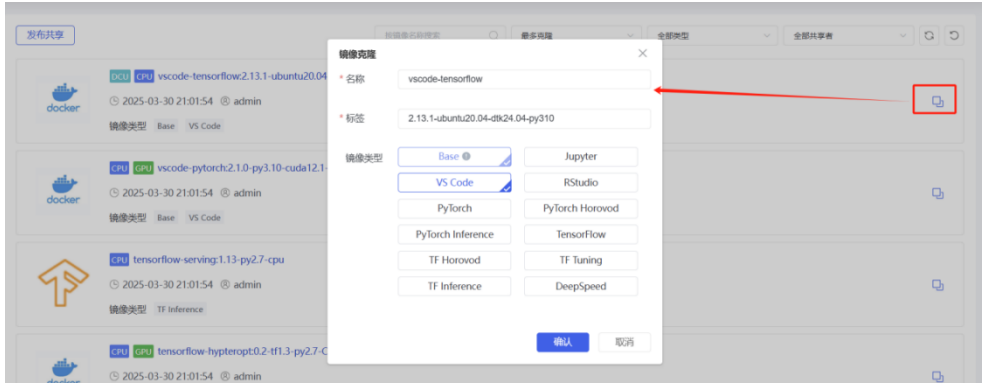 发布共享
按镜像名称搜索
最多克隆
全部类型
全部共享者
镜像克隆
* 名称 vscode-tensorflow
* 标签 2.13.1-ubuntu20.04-dtk24.04-py310
镜像类型
Base
Jupyter
VS Code
RStudio
PyTorch
PyTorch Horovod
PyTorch Inference
TensorFlow
TF Horovod
TF Tuning
TF Inference
DeepSpeed
确认
取消
docker
DCU CPU vscode-tensorflow:2.13.1-ubuntu20.04
2025-03-30 21:01:54 admin
镜像类型 Base VS Code
docker
CPU GPU vscode-pytorch:2.1.0-py3.10-cuda12.1-
2025-03-30 21:01:54 admin
镜像类型 Base VS Code
CPU tensorflow-serving:1.13-py2.7-cpu
2025-03-30 21:01:54 admin
镜像类型 TF Inference
docker
CPU GPU tensorflow-hypteropt:0.2-tf1.3-py2.7-C
2025-03-30 21:01:54 admin